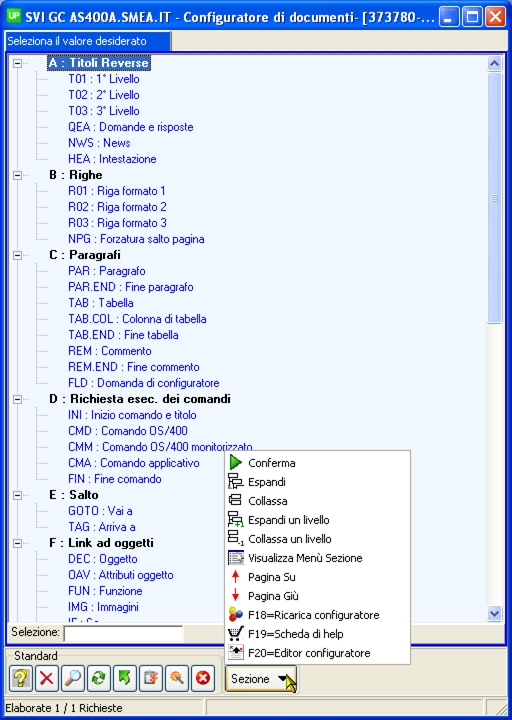 UP SVI GC AS400A.SMEA.IT - Configuratore di documenti- [373780-...
Seleziona il valore desiderato
A : Titoli Reverse
T01 : 1° Livello
T02 : 2° Livello
T03 : 3° Livello
QEA : Domande e risposte
NWS : News
HEA : Intestazione
B : Righe
R01 : Riga formato 1
R02 : Riga formato 2
R03 : Riga formato 3
NPG : Forzatura salto pagina
C : Paragrafi
PAR : Paragrafo
PAR.END : Fine paragrafo
TAB : Tabella
TAB.COL : Colonna di tabella
TAB.END : Fine tabella
REM : Commento
REM.END : Fine commento
FLD : Domanda di configuratore
D : Richiesta esec. dei comandi
INI : Inizio comando e titolo
CMD : Comando OS/400
CMM : Comando OS/400 monitorizzato
CMA : Comando applicativo
FIN : Fine comando
E : Salto
GOTO : Vai a
TAG : Arriva a
F : Link ad oggetti
DEC : Oggetto
OAV : Attributi oggetto
FUN : Funzione
IMG : Immagini
Conferma
Espandi
Collassa
Espandi un livello
Collassa un livello
Visualizza Menù Sezione
Pagina Su
Pagina Giù
F18=Ricarica configuratore
F19=Scheda di help
F20=Editor configuratore
Selezione:
Standard
Sezione
Elaborate 1 / 1 Richieste